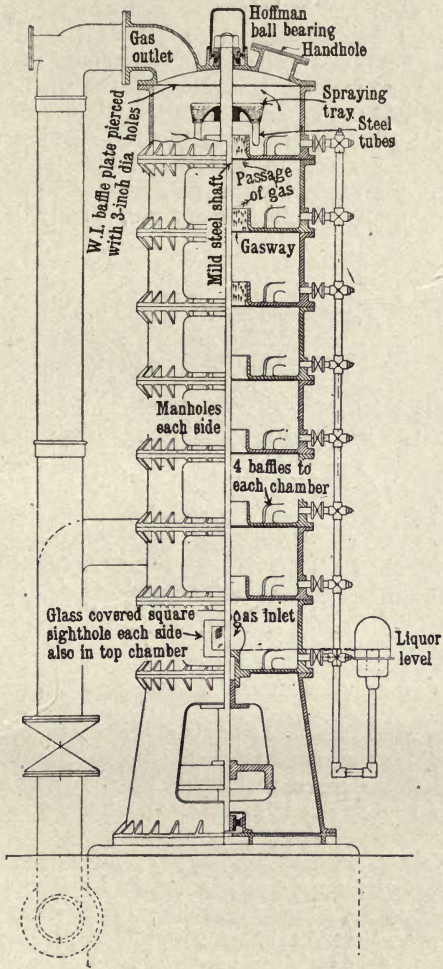 Hoffman
ball bearing
Handhole
Gas
outlet
Spraying
tray
Steel
tubes
W.I. baffle plate pierced
with 3-inch dia. holes
Mild steel shaft
Passage
of gas
Gasway
Manholes
each side
4 baffles to
each chamber
Glass covered square
sighthole each side
also in top chamber
Gas inlet
Liquor
level